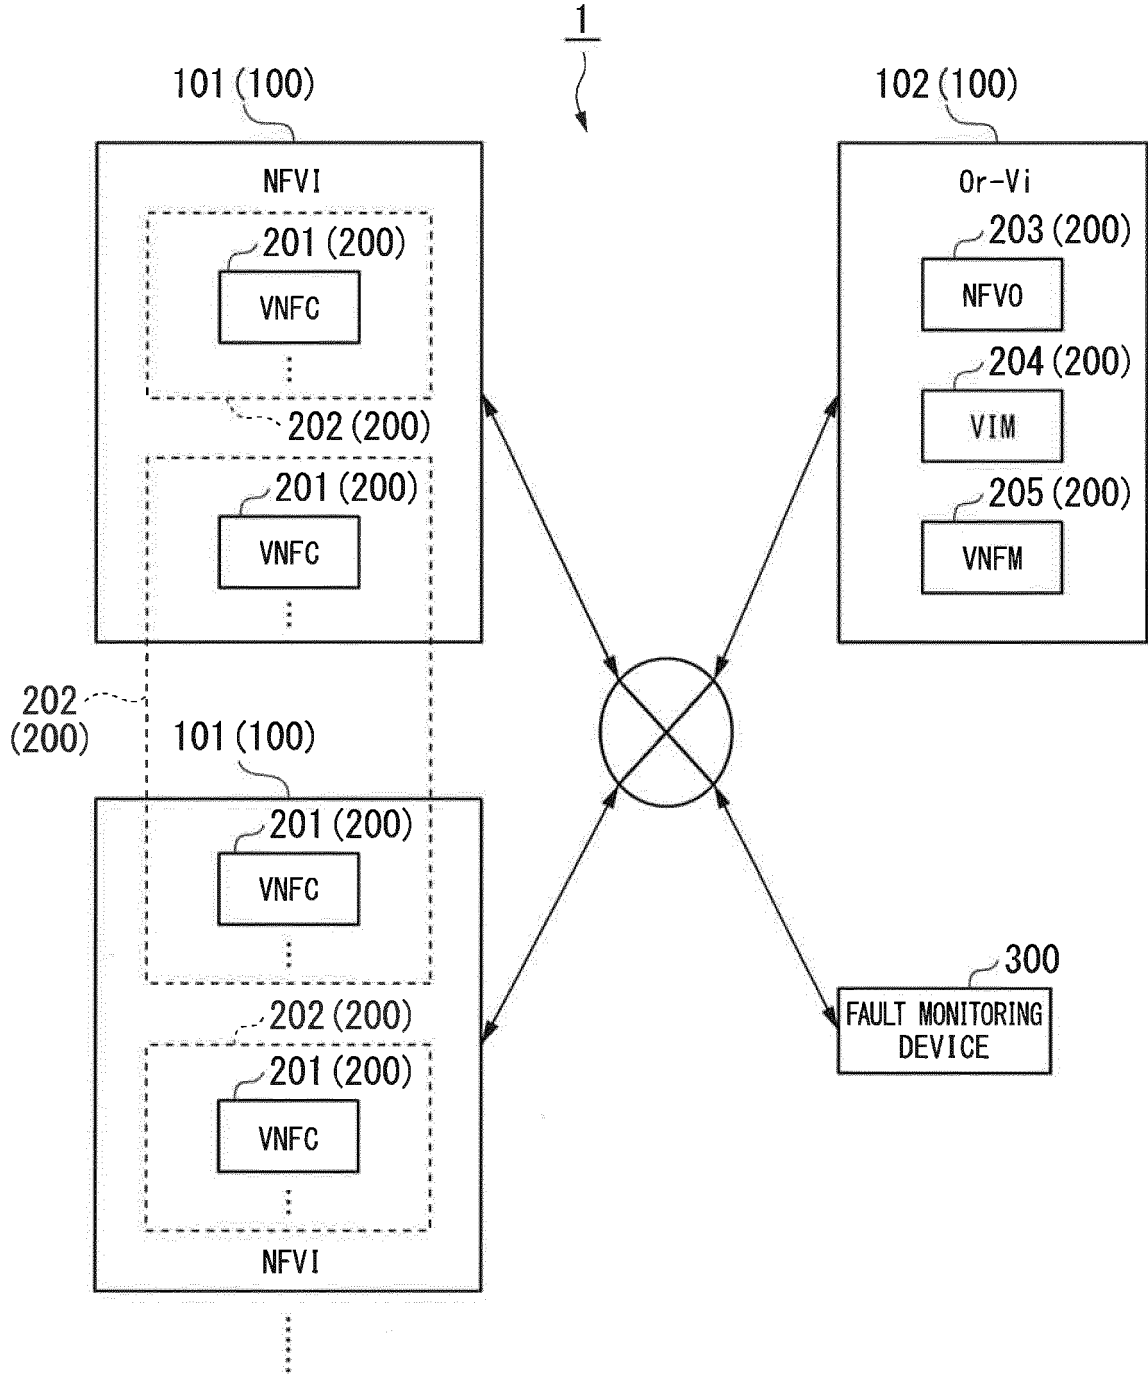 1
101(100)
NFVI
201(200)
VNFC
202(200)
201(200)
VNFC
202
(200)
101(100)
201(200)
VNFC
202(200)
201(200)
VNFC
NFVI
102(100)
Or-Vi
203(200)
NFVO
204(200)
VIM
205(200)
VNFM
300
FAULT MONITORING
DEVICE